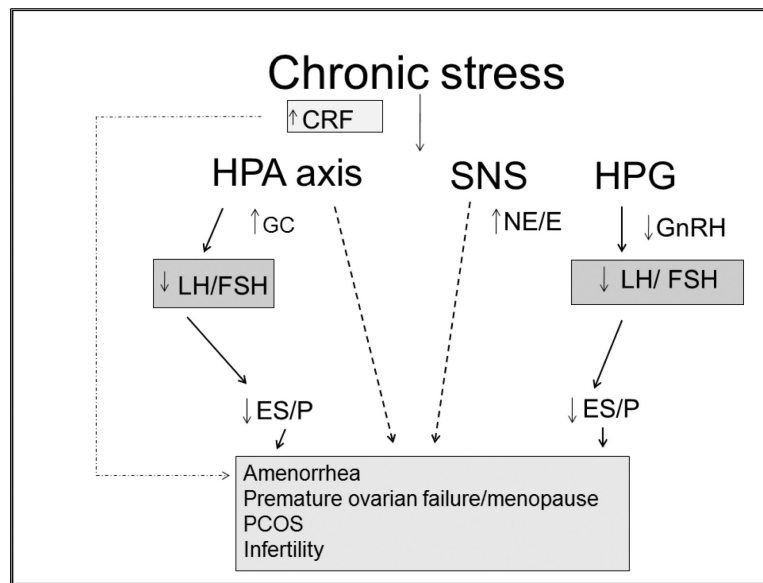 Chronic stress
↑ CRF
HPA axis SNS HPG
↑ GC ↑ NE/E ↓ GnRH
↓ LH/FSH ↓ LH/ FSH
↓ ES/P ↓ ES/P
Amenorrhea
Premature ovarian failure/menopause
PCOS
Infertility